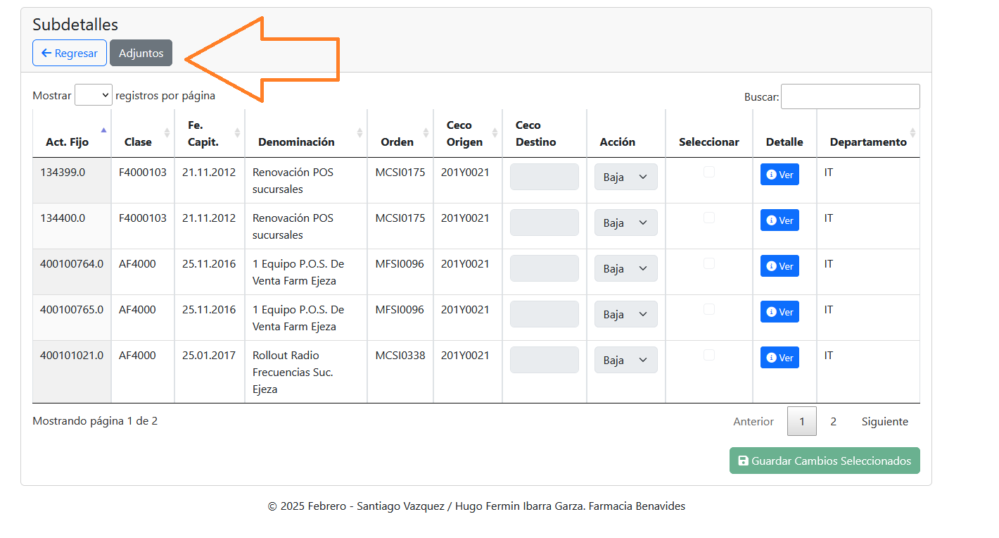 Subdetalles
Regresar Adjuntos
Mostrar registros por página Buscar:
Act. Fijo Clase Fe. Capit. Denominación Orden Ceco Origen Ceco Destino Acción Seleccionar Detalle Departamento
134399.0 F4000103 21.11.2012 Renovación POS sucursales MCSI0175 201Y0021 Baja Ver IT
134400.0 F4000103 21.11.2012 Renovación POS sucursales MCSI0175 201Y0021 Baja Ver IT
400100764.0 AF4000 25.11.2016 1 Equipo P.O.S. De Venta Farm Ejeza MFSI0096 201Y0021 Baja Ver IT
400100765.0 AF4000 25.11.2016 1 Equipo P.O.S. De Venta Farm Ejeza MFSI0096 201Y0021 Baja Ver IT
400101021.0 AF4000 25.01.2017 Rollout Radio Frecuencias Suc. Ejeza MCSI0338 201Y0021 Baja Ver IT
Mostrando página 1 de 2 Anterior 1 2 Siguiente
Guardar Cambios Seleccionados
© 2025 Febrero - Santiago Vazquez / Hugo Fermin Ibarra Garza. Farmacia Benavides